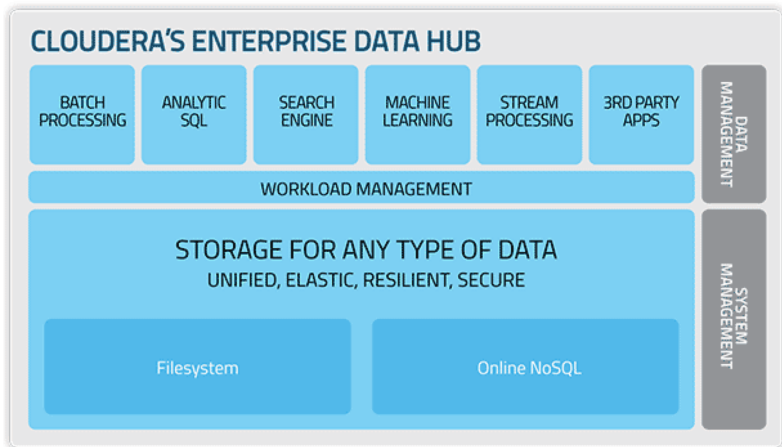 CLOUDERA'S ENTERPRISE DATA HUB
BATCH
PROCESSING
ANALYTIC
SQL
SEARCH
ENGINE
MACHINE
LEARNING
STREAM
PROCESSING
3RD PARTY
APPS
DATA
MANAGEMENT
WORKLOAD MANAGEMENT
STORAGE FOR ANY TYPE OF DATA
UNIFIED, ELASTIC, RESILIENT, SECURE
Filesystem
Online NoSQL
SYSTEM
MANAGEMENT